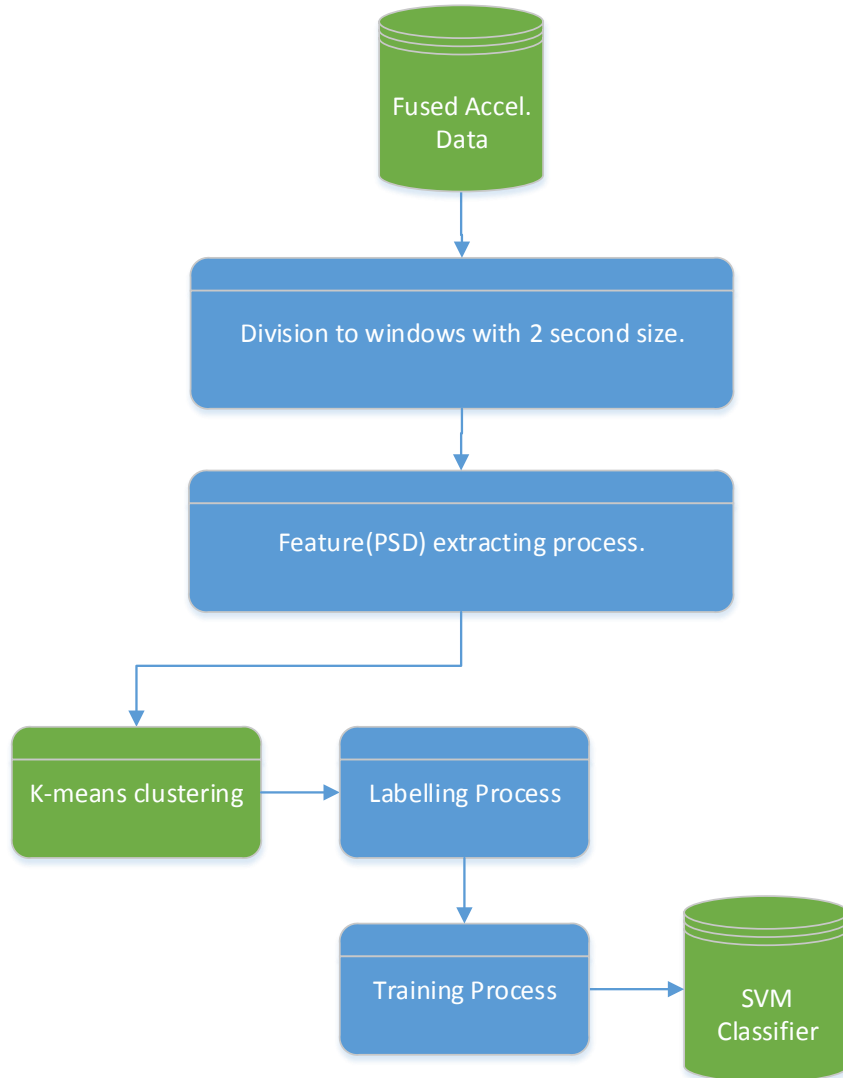 Fused Accel.
Data
Division to windows with 2 second size.
Feature(PSD) extracting process.
K-means clustering
Labelling Process
Training Process
SVM
Classifier